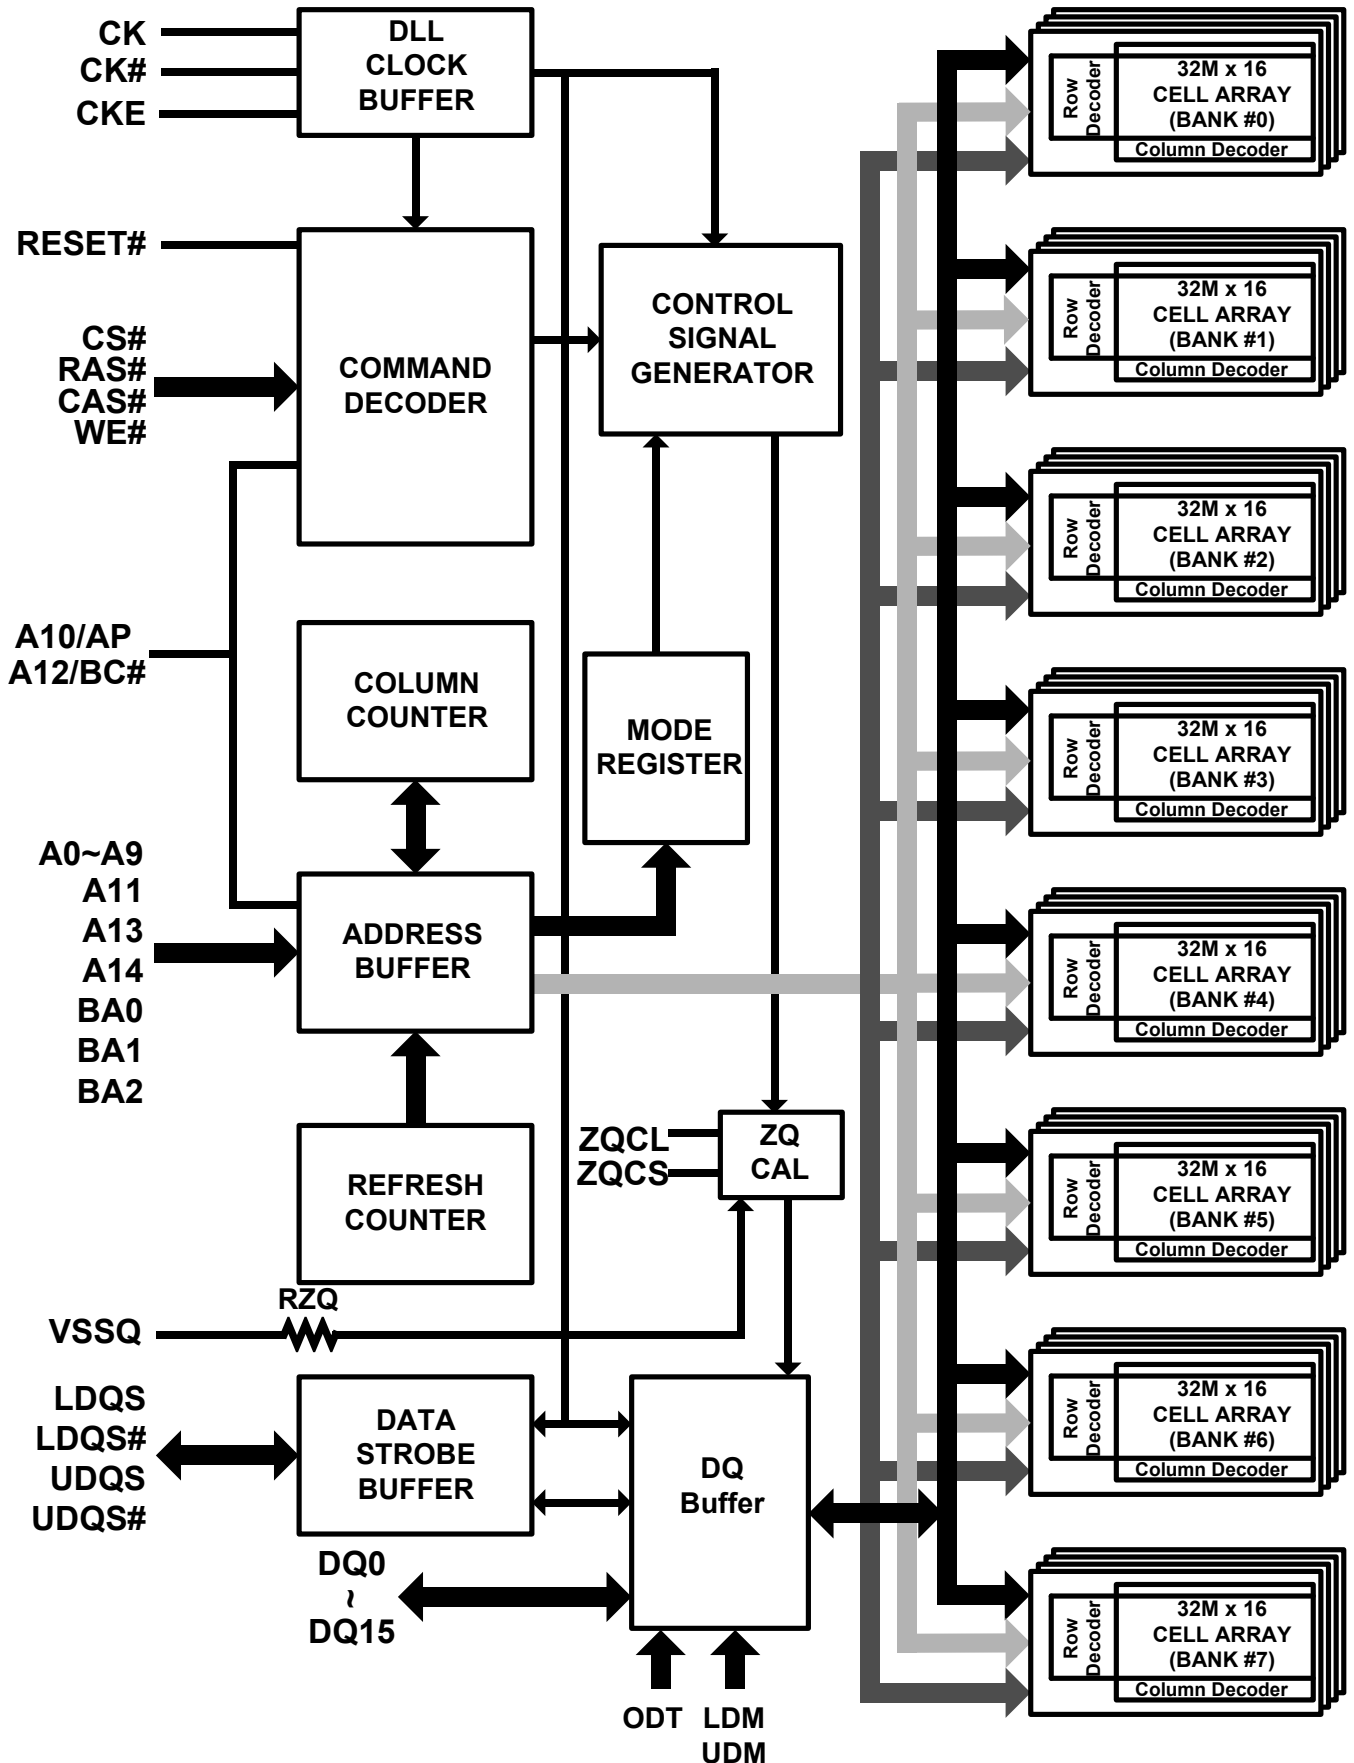 CK
CK#
CKE
DLL
CLOCK
BUFFER
RESET#
CS#
RAS#
CAS#
WE#
COMMAND
DECODER
CONTROL
SIGNAL
GENERATOR
A10/AP
A12/BC#
COLUMN
COUNTER
MODE
REGISTER
A0~A9
A11
A13
A14
BA0
BA1
BA2
ADDRESS
BUFFER
REFRESH
COUNTER
ZQCL
ZQCS
ZQ
CAL
RZQ
VSSQ
LDQS
LDQS#
UDQS
UDQS#
DATA
STROBE
BUFFER
DQ
Buffer
DQ0
~
DQ15
ODT
LDM
UDM
Row
Decoder
32M x 16
CELL ARRAY
(BANK #0)
Column Decoder
Row
Decoder
32M x 16
CELL ARRAY
(BANK #1)
Column Decoder
Row
Decoder
32M x 16
CELL ARRAY
(BANK #2)
Column Decoder
Row
Decoder
32M x 16
CELL ARRAY
(BANK #3)
Column Decoder
Row
Decoder
32M x 16
CELL ARRAY
(BANK #4)
Column Decoder
Row
Decoder
32M x 16
CELL ARRAY
(BANK #5)
Column Decoder
Row
Decoder
32M x 16
CELL ARRAY
(BANK #6)
Column Decoder
Row
Decoder
32M x 16
CELL ARRAY
(BANK #7)
Column Decoder